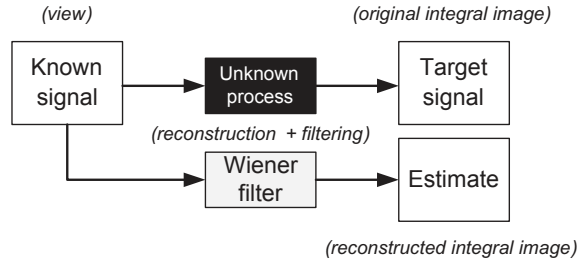 (view)
(original integral image)
Known
signal
Unknown
process
Target
signal
(reconstruction + filtering)
Wiener
filter
Estimate
(reconstructed integral image)